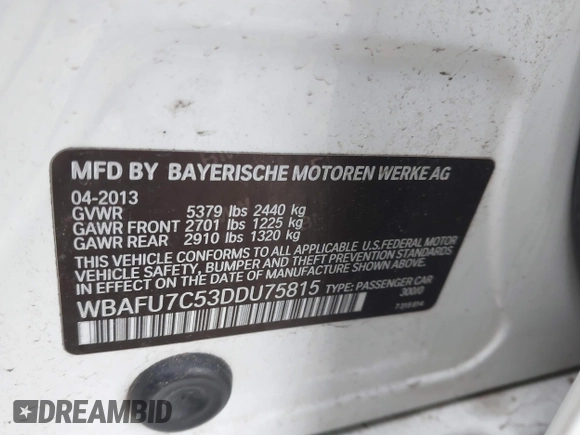 MFD BY BAYERISCHE MOTOREN WERKE AG
04-2013
GVWR 5379 lbs 2440 kg
GAWR FRONT 2701 lbs 1225 kg
GAWR REAR 2910 lbs 1320 kg
THIS VEHICLE CONFORMS TO ALL APPLICABLE U.S.FEDERAL MOTOR
VEHICLE SAFETY, BUMPER AND THEFT PREVENTION STANDARDS
IN EFFECT ON THE DATE OF MANUFACTURE SHOWN ABOVE.
WBAFU7C53DDU75815 TYPE: PASSENGER CAR
300/0
DREAMBID